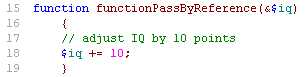 15 function functionPassByReference(&$iq)
16 {
17 // adjust IQ by 10 points
18 $iq += 10;
19 }